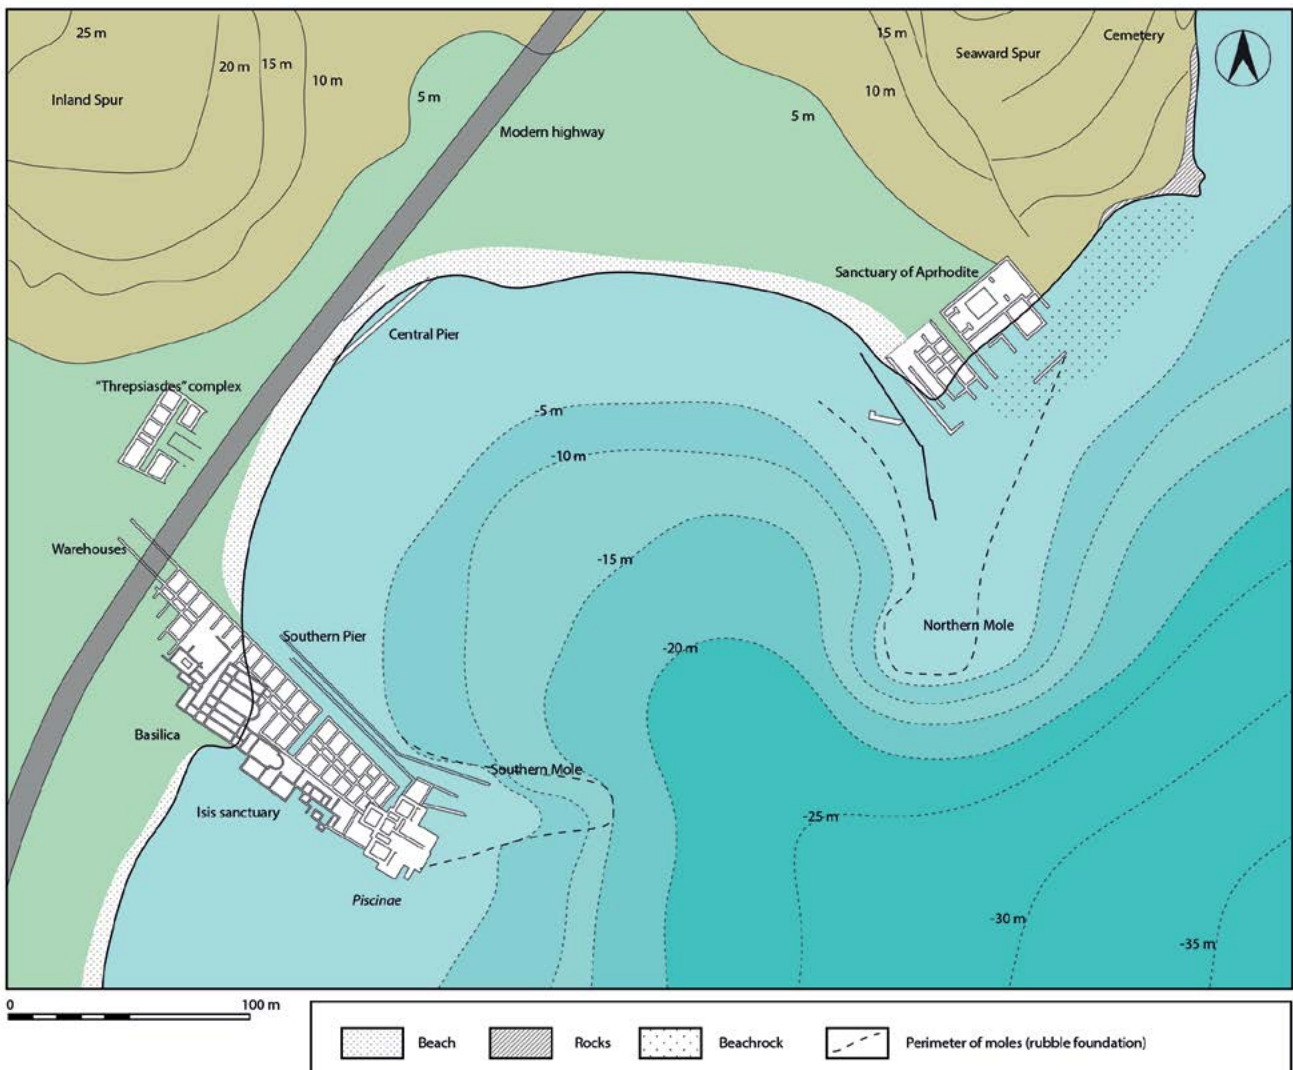 25 m
20 m
15 m
10 m
Inland Spur
5 m
Modern highway
15 m
Seaward Spur
Cemetery
10 m
5 m
Sanctuary of Aprhodite
Central Pier
"Threpsiasdes" complex
-5 m
-10 m
Warehouses
-15 m
Southern Pier
Northern Mole
-20 m
Basilica
Southern Mole
Isis sanctuary
-25 m
Piscinae
-30 m
-35 m
0 100 m
Beach
Rocks
Beachrock
Perimeter of moles (rubble foundation)